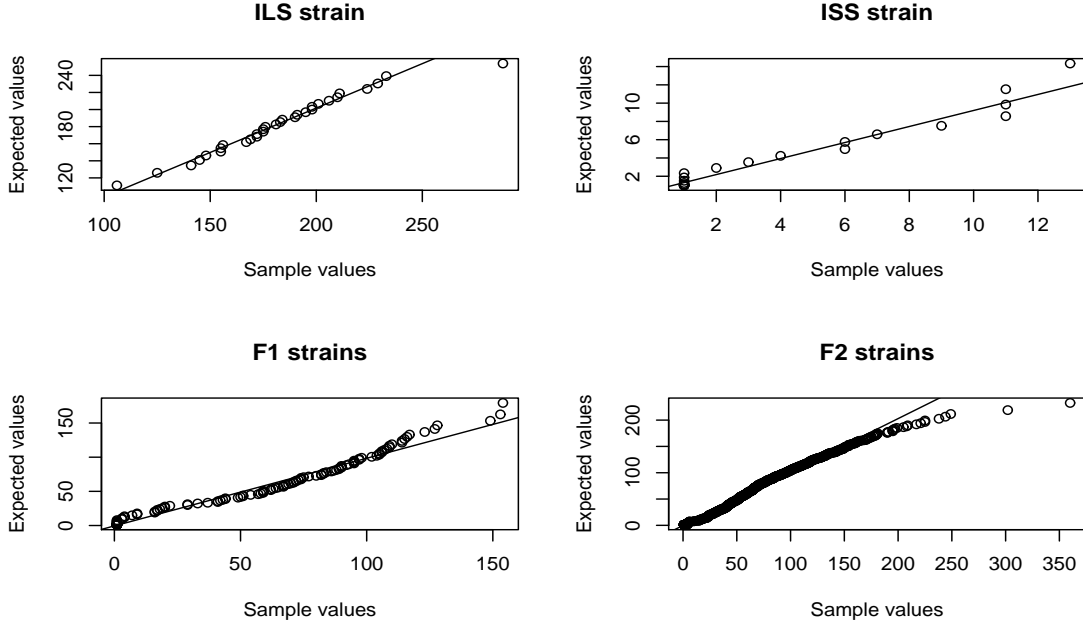 ILS strain
Expected values
240
180
120
100 150 200 250
Sample values
ISS strain
Expected values
10
6
2
2 4 6 8 10 12
Sample values
F1 strains
Expected values
150
50
0
0 50 100 150
Sample values
F2 strains
Expected values
200
100
0
0 50 100 150 200 250 300 350
Sample values